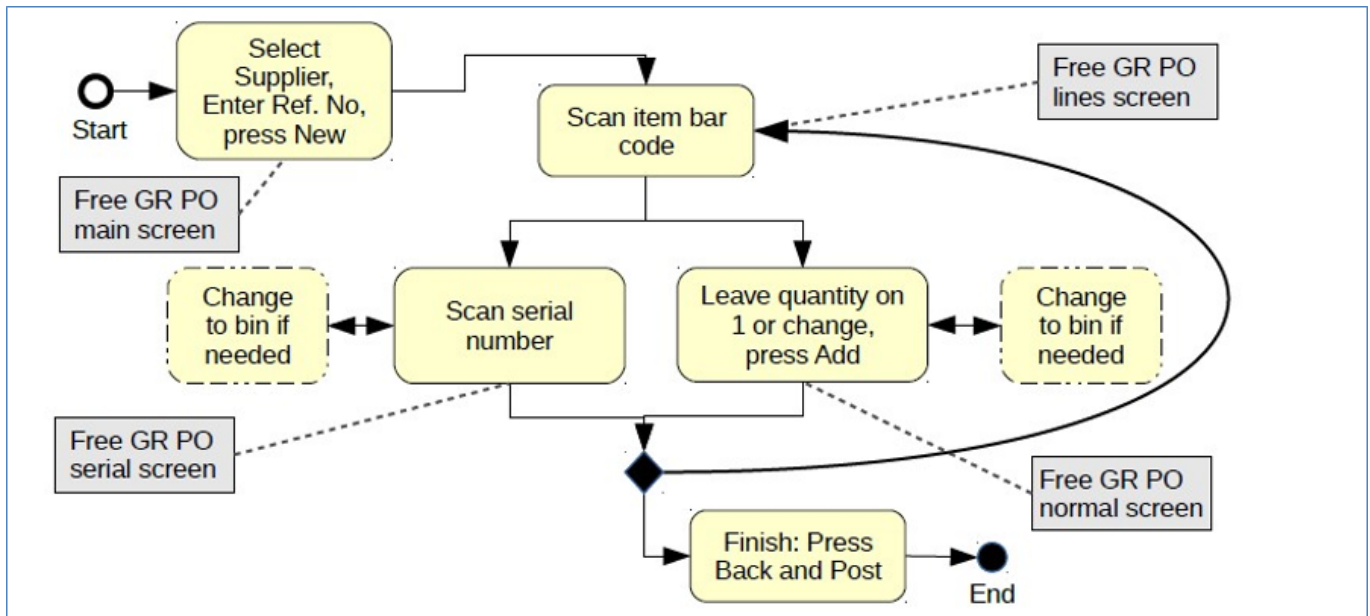 Select
Supplier,
Enter Ref. No,
press New
Start
Free GR PO
main screen
Scan item bar
code
Free GR PO
lines screen
Change
to bin if
needed
Scan serial
number
Leave quantity on
1 or change,
press Add
Change
to bin if
needed
Free GR PO
serial screen
Free GR PO
normal screen
Finish: Press
Back and Post
End